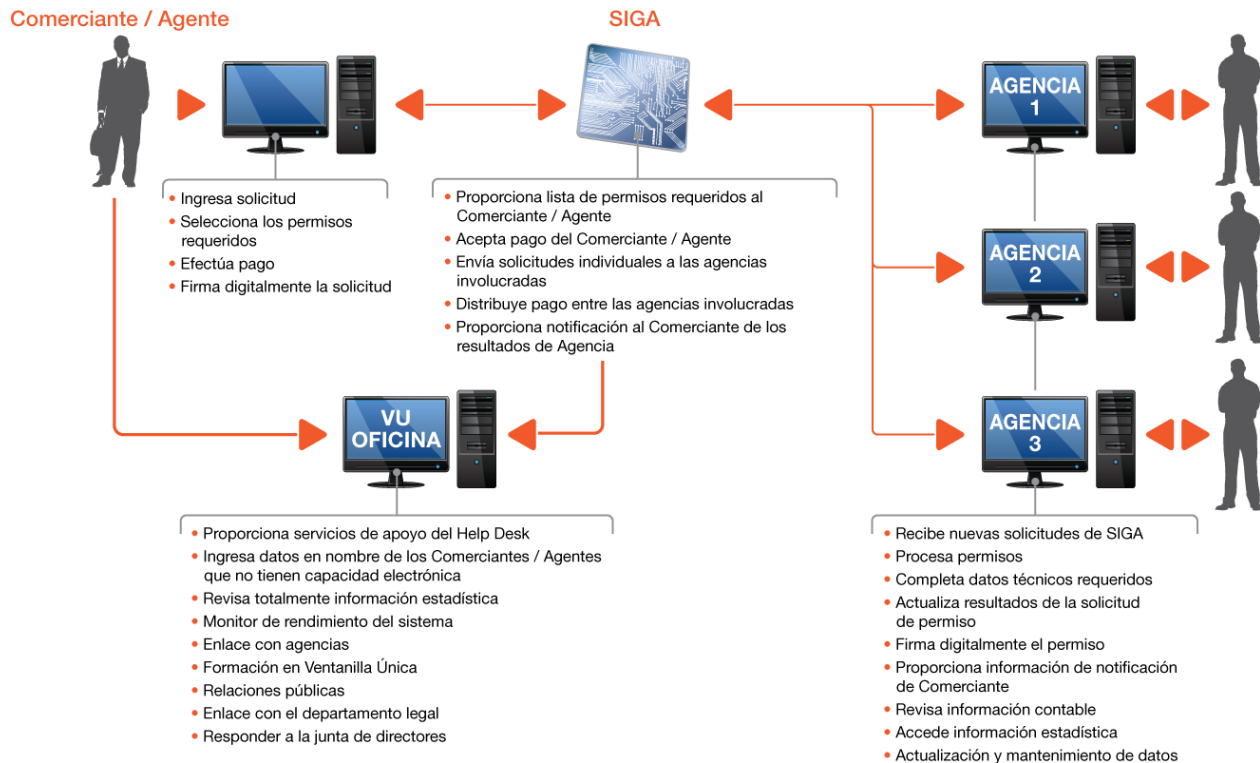 Comerciante / Agente
SIGA
AGENCIA
1
Ingresa solicitud
Selecciona los permisos
requeridos
Efectúa pago
Firma digitalmente la solicitud
Proporciona lista de permisos requeridos al
Comerciante / Agente
Acepta pago del Comerciante / Agente
Envía solicitudes individuales a las agencias
involucradas
Distribuye pago entre las agencias involucradas
Proporciona notificación al Comerciante de los
resultados de Agencia
AGENCIA
2
VU
OFICINA
AGENCIA
3
Proporciona servicios de apoyo del Help Desk
Ingresa datos en nombre de los Comerciantes / Agentes
que no tienen capacidad electrónica
Revisa totalmente información estadística
Monitor de rendimiento del sistema
Enlace con agencias
Formación en Ventanilla Única
Relaciones públicas
Enlace con el departamento legal
Responder a la junta de directores
Recibe nuevas solicitudes de SIGA
Procesa permisos
Completa datos técnicos requeridos
Actualiza resultados de la solicitud
de permiso
Firma digitalmente el permiso
Proporciona información de notificación
de Comerciante
Revisa información contable
Accede información estadística
Actualización y mantenimiento de datos